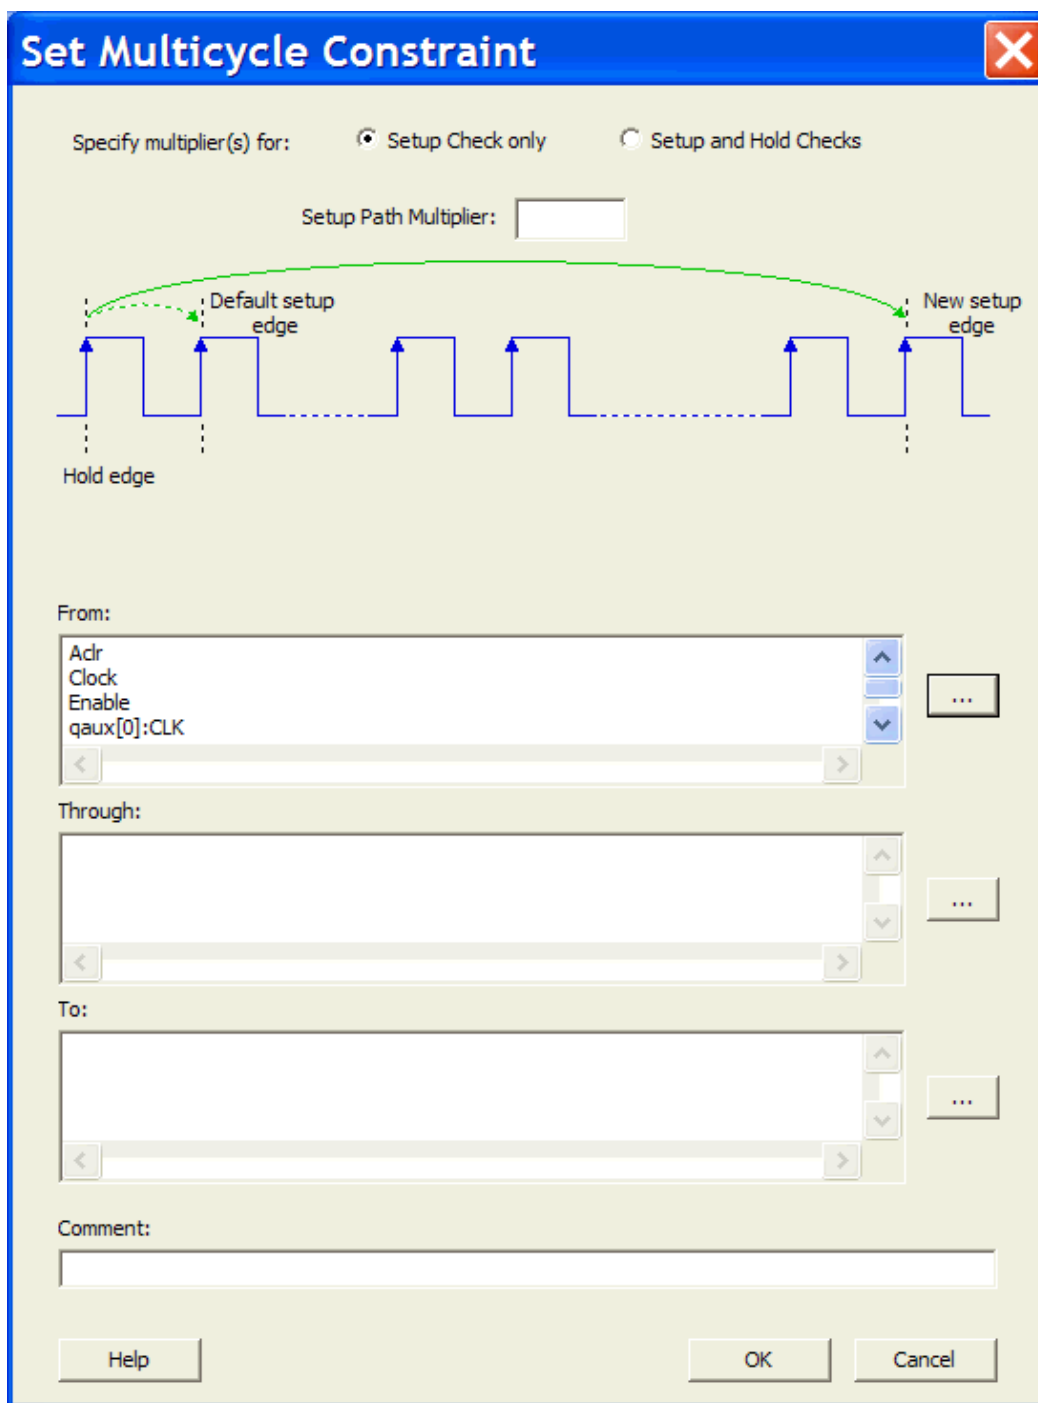 Set Multicycle Constraint
Specify multiplier(s) for: Setup Check only Setup and Hold Checks
Setup Path Multiplier:
Default setup
edge
New setup
edge
Hold edge
From:
Aclr
Clock
Enable
qaux[0]:CLK
...
Through:
...
To:
...
Comment:
Help OK Cancel